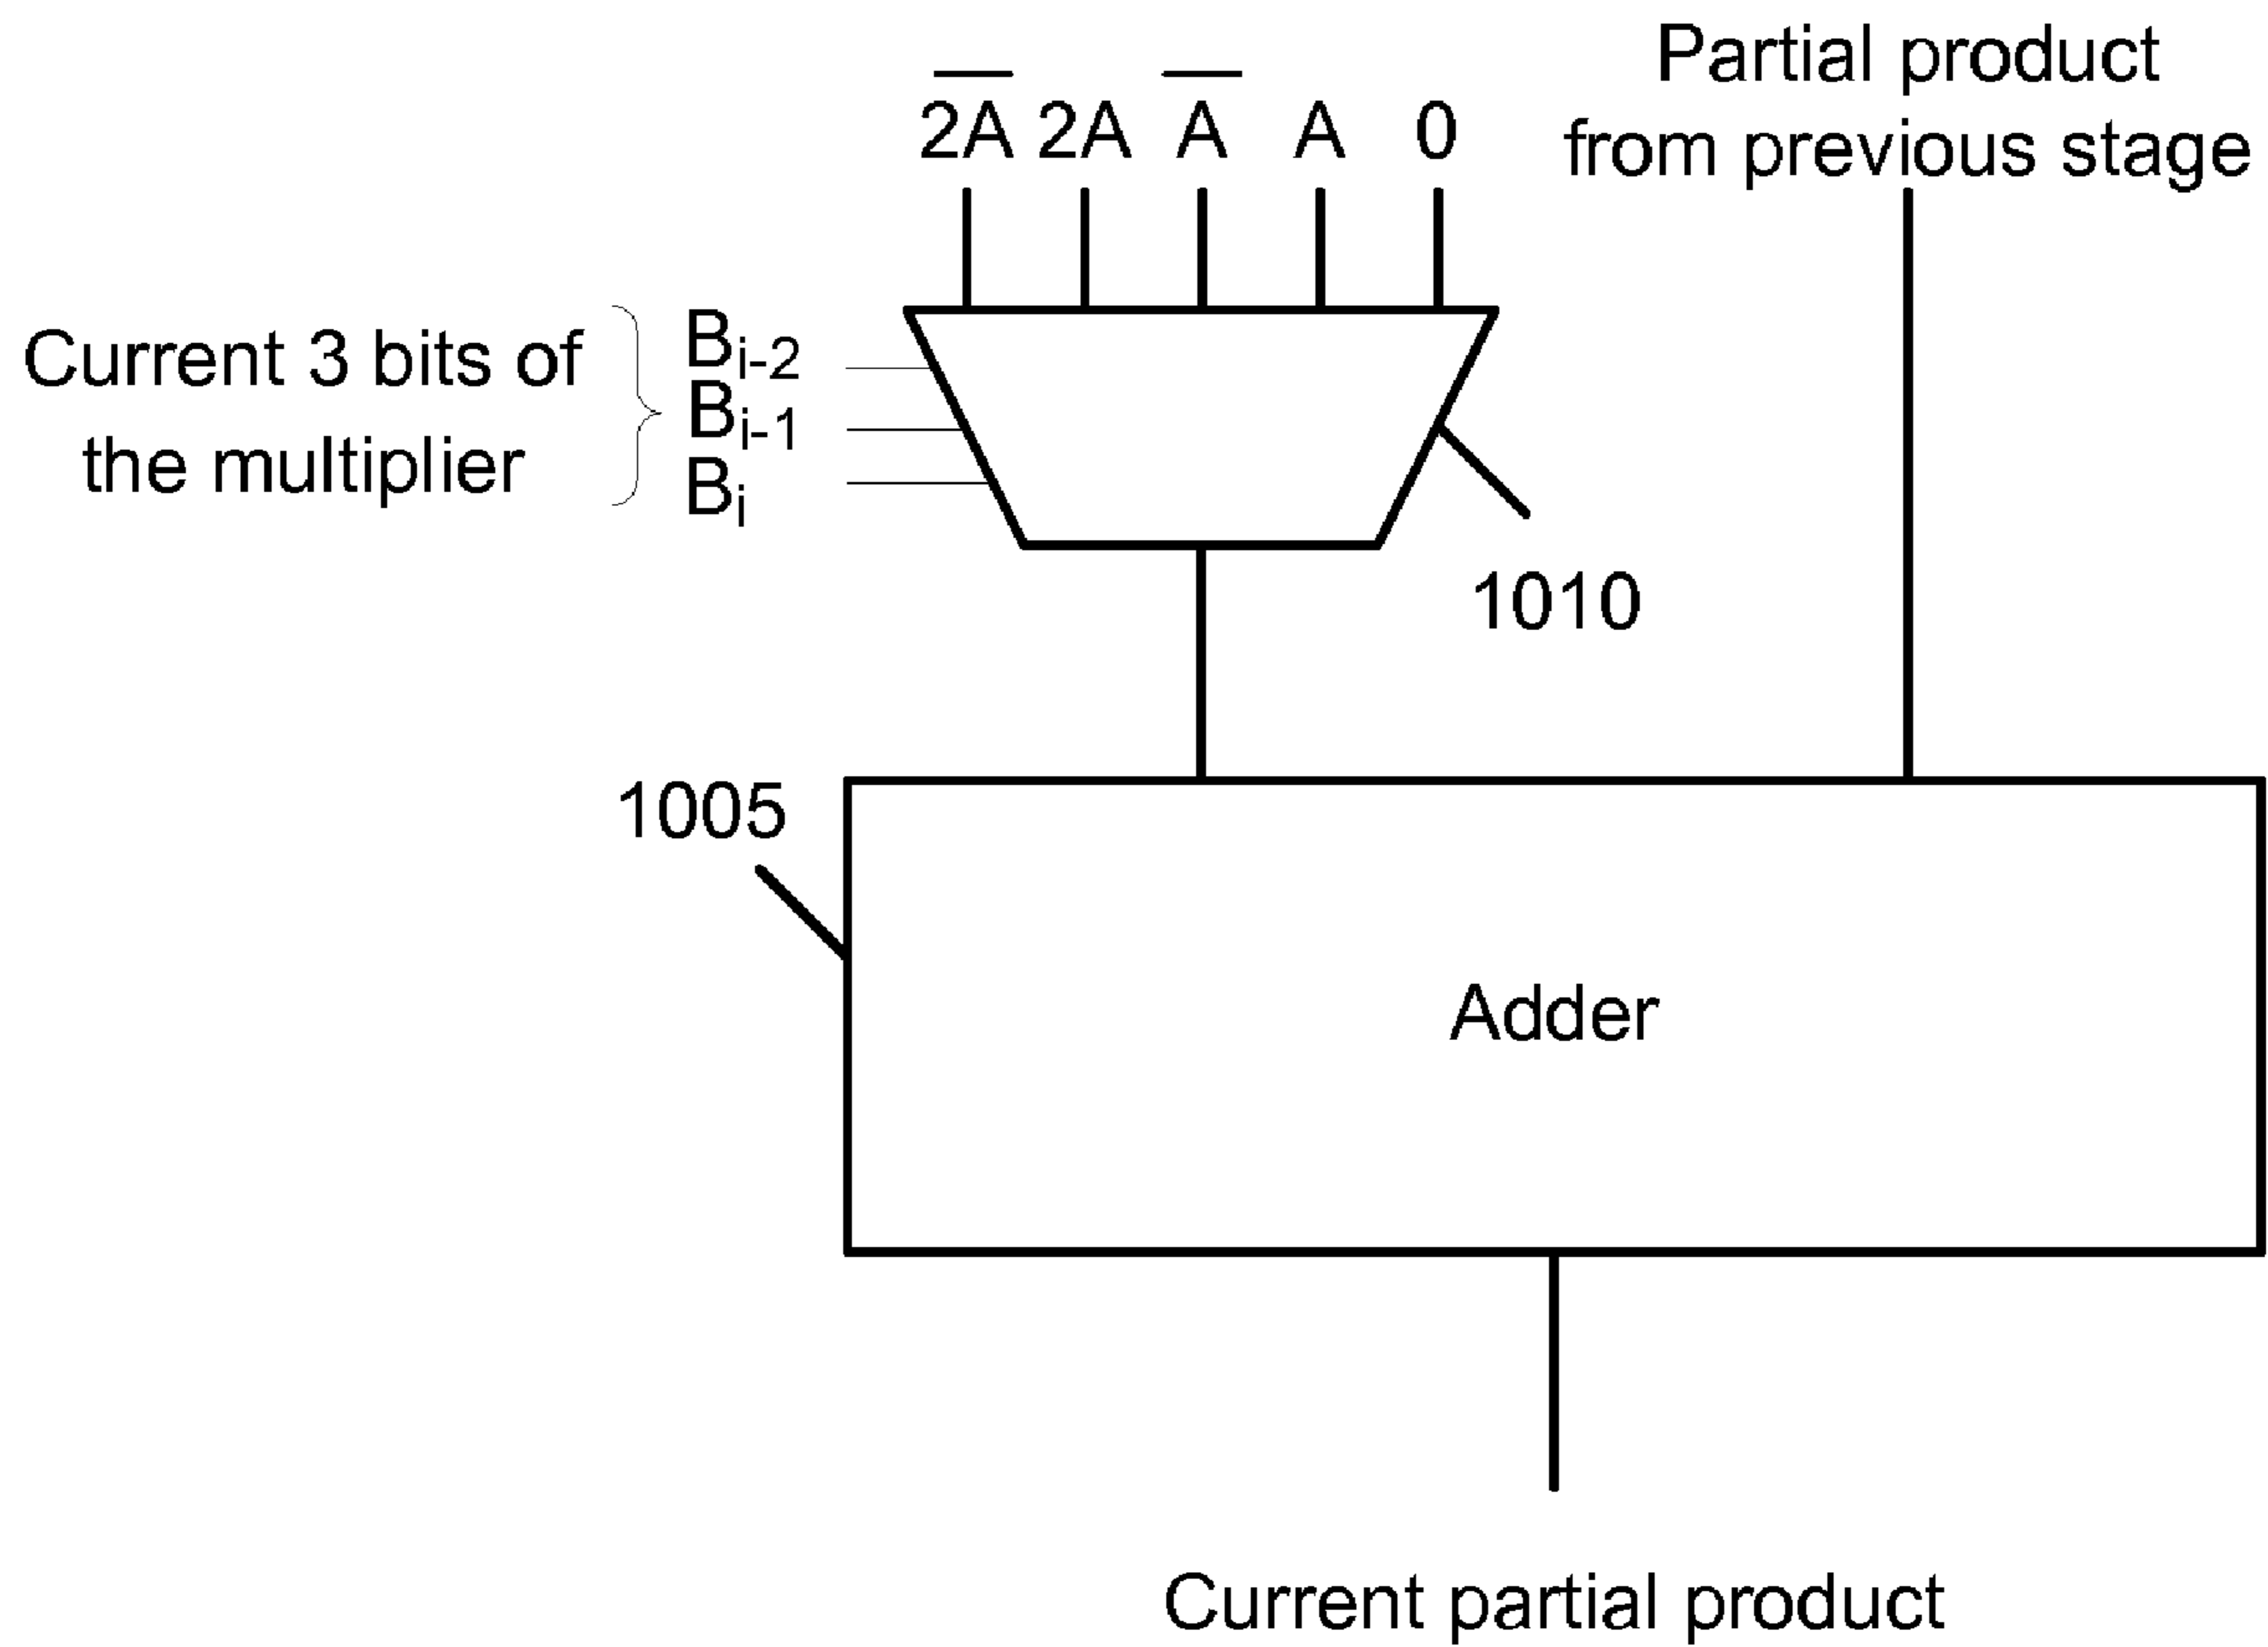 Partial product
from previous stage
2A̅ 2A A̅ A 0
Current 3 bits of
the multiplier
Bi-2
Bi-1
Bi
1010
1005
Adder
Current partial product